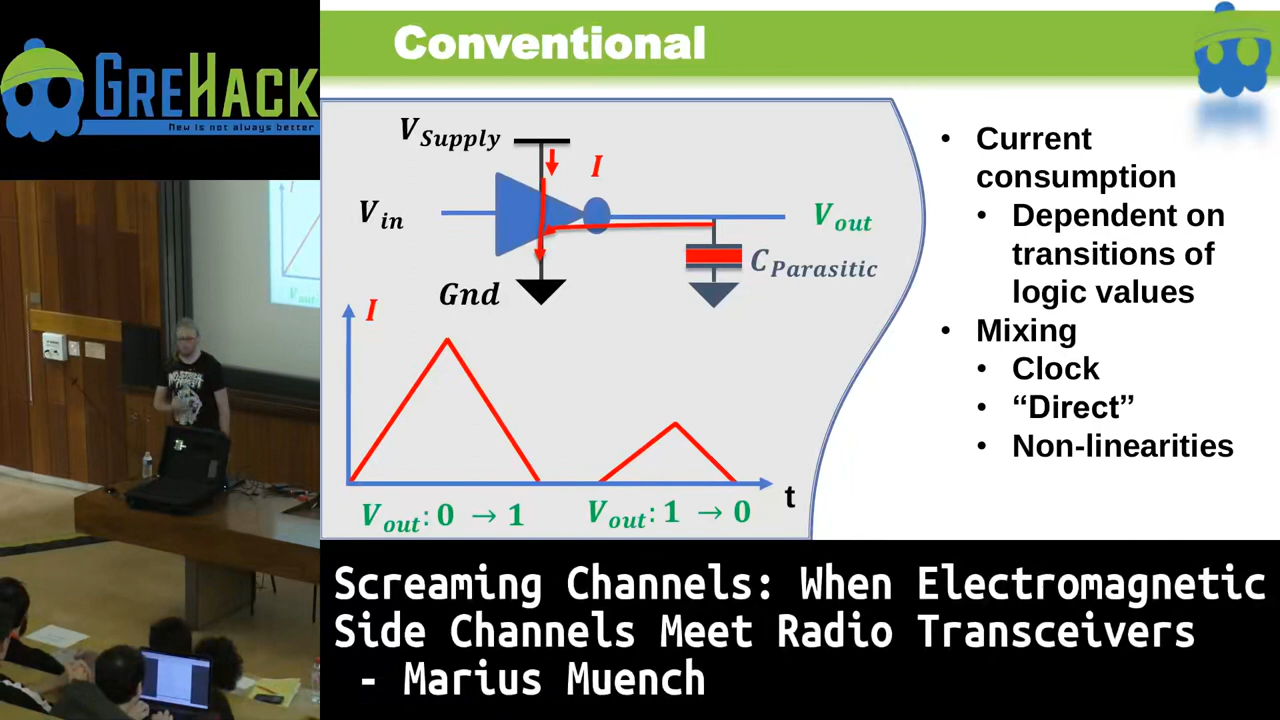 GREHACK
New is not always better
Conventional
V_Supply
I
V_in
V_out
C_Parasitic
Gnd
I
t
V_out: 0 → 1
V_out: 1 → 0
• Current
consumption
• Dependent on
transitions of
logic values
• Mixing
• Clock
• “Direct”
• Non-linearities
Screaming Channels: When Electromagnetic
Side Channels Meet Radio Transceivers
- Marius Muench